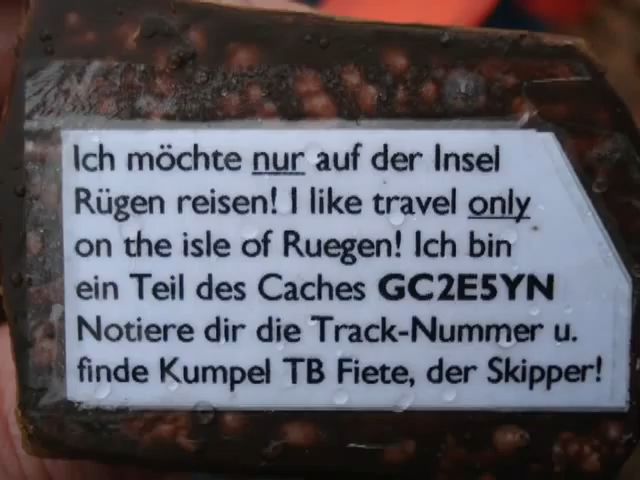 Ich möchte nur auf der Insel
Rügen reisen! I like travel only
on the isle of Ruegen! Ich bin
ein Teil des Caches GC2E5YN
Notiere dir die Track-Nummer u.
finde Kumpel TB Fiete, der Skipper!